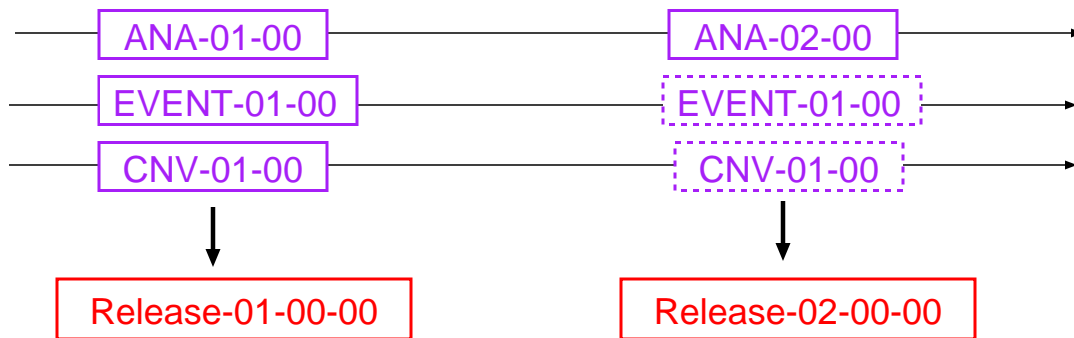 ANA-01-00 ANA-02-00
EVENT-01-00 EVENT-01-00
CNV-01-00 CNV-01-00
Release-01-00-00 Release-02-00-00